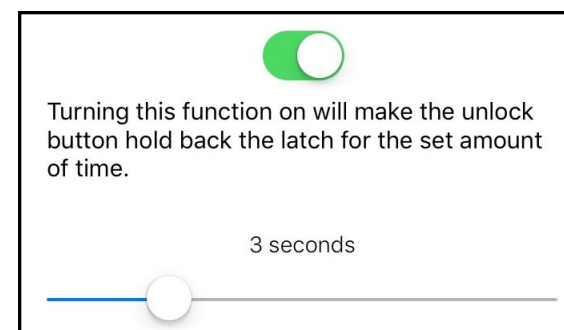 Turning this function on will make the unlock
button hold back the latch for the set amount
of time.
3 seconds